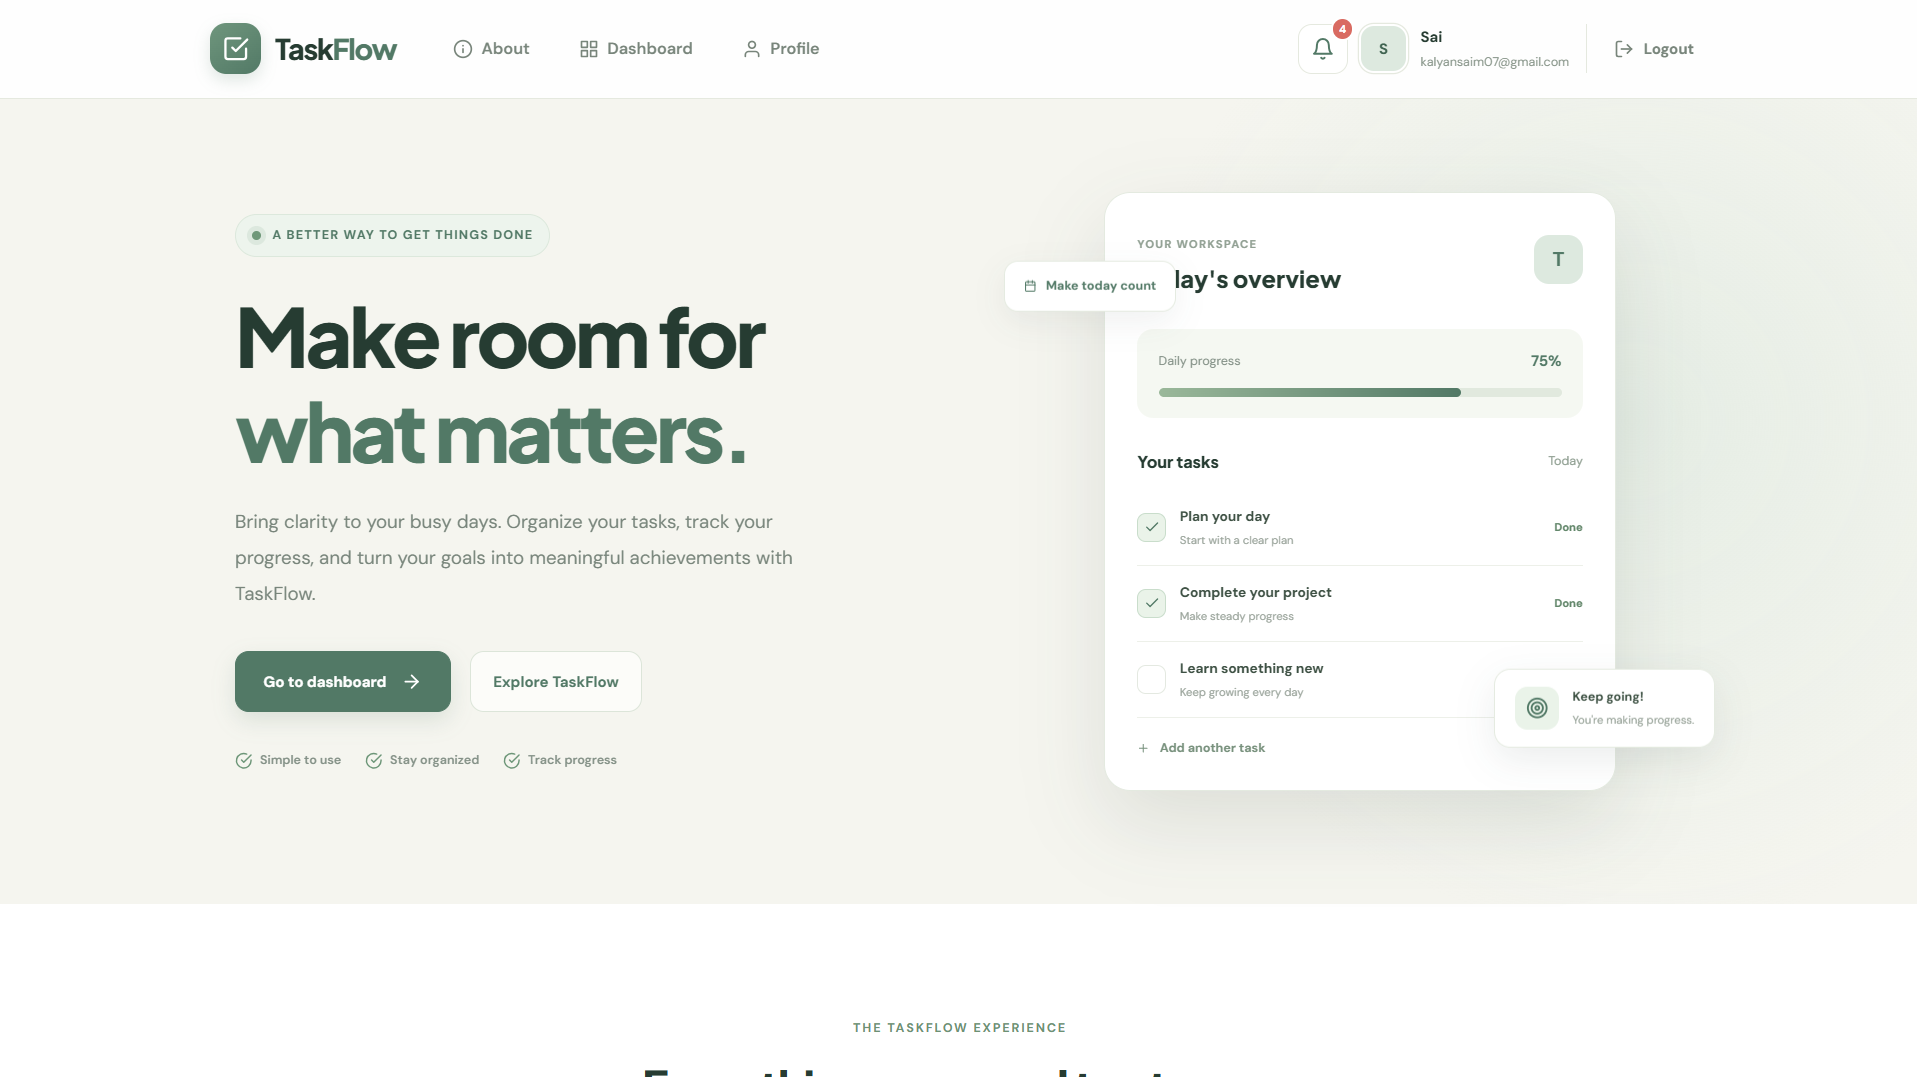 TaskFlow
About
Dashboard
Profile
4
S
Sai
kalyansaim07@gmail.com
Logout
A BETTER WAY TO GET THINGS DONE
Make room for
what matters.
Bring clarity to your busy days. Organize your tasks, track your
progress, and turn your goals into meaningful achievements with
TaskFlow.
Go to dashboard
Explore TaskFlow
Simple to use
Stay organized
Track progress
YOUR WORKSPACE
T
Make today count
lay's overview
Daily progress
75%
Your tasks
Today
Plan your day
Start with a clear plan
Done
Complete your project
Make steady progress
Done
Learn something new
Keep growing every day
Keep going!
You're making progress.
Add another task
THE TASKFLOW EXPERIENCE